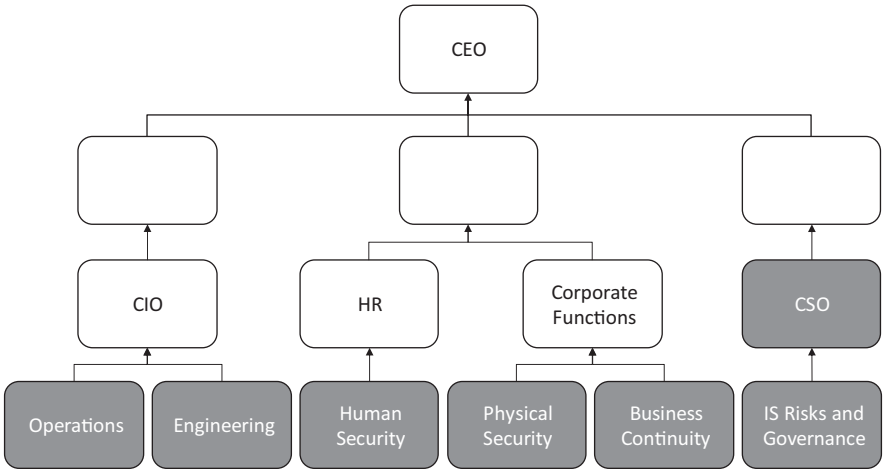 CEO
CIO
HR
Corporate
Functions
CSO
Operations
Engineering
Human
Security
Physical
Security
Business
Continuity
IS Risks and
Governance